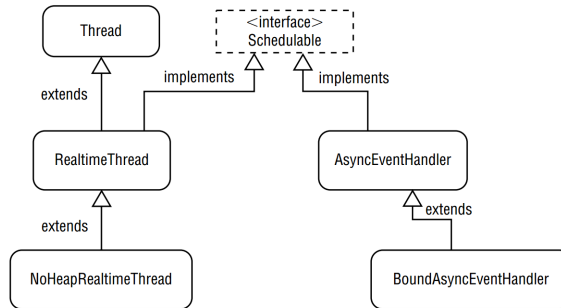 Thread
<interface>
Schedulable
implements
implements
extends
RealtimeThread
AsyncEventHandler
extends
extends
NoHeapRealtimeThread
BoundAsyncEventHandler